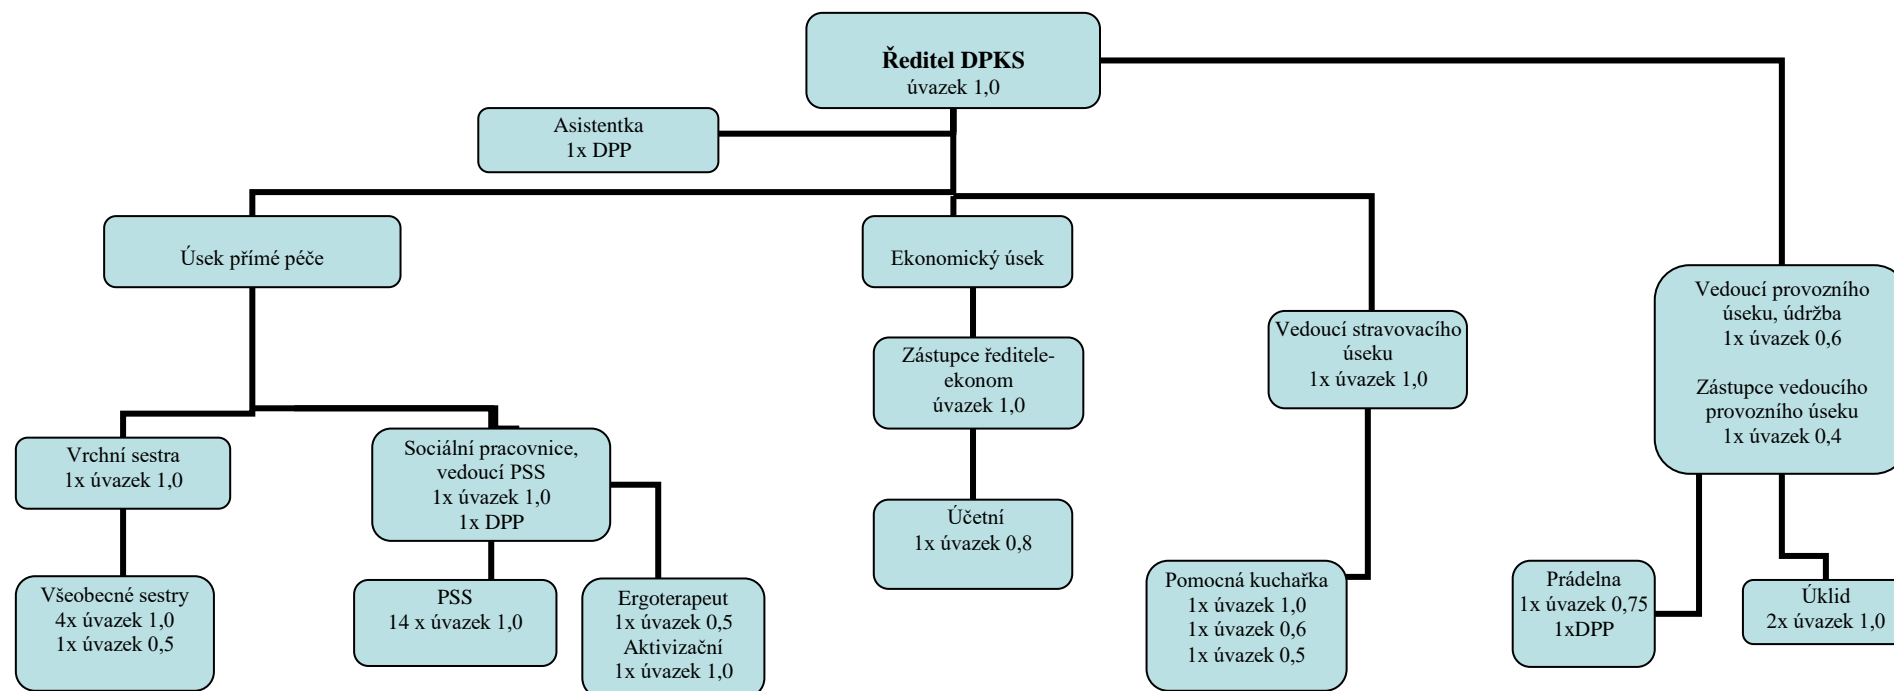 Ředitel DPKS
úvazek 1,0
Asistentka
1x DPP
Úsek přímé péče
Ekonomický úsek
Vedoucí provozního
úseku, údržba
1x úvazek 0,6
Zástupce vedoucího
provozního úseku
1x úvazek 0,4
Vedoucí stravovacího
úseku
1x úvazek 1,0
Zástupce ředitele-
ekonom
úvazek 1,0
Vrchní sestra
1x úvazek 1,0
Sociální pracovnice,
vedoucí PSS
1x úvazek 1,0
1x DPP
Účetní
1x úvazek 0,8
Všeobecné sestry
4x úvazek 1,0
1x úvazek 0,5
PSS
14 x úvazek 1,0
Ergoterapeut
1x úvazek 0,5
Aktivizační
1x úvazek 1,0
Pomocná kuchařka
1x úvazek 1,0
1x úvazek 0,6
1x úvazek 0,5
Prádelna
1x úvazek 0,75
1xDPP
Úklid
2x úvazek 1,0